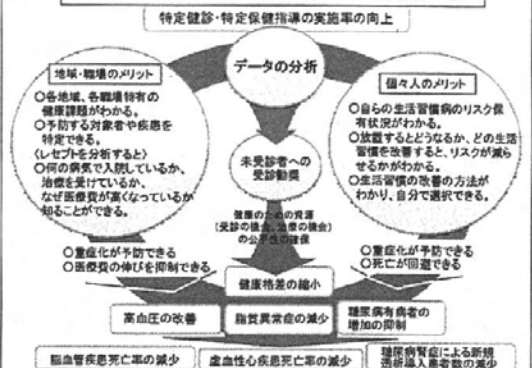 特定健診・特定保健指導の実施率の向上
データの分析
地域・職場のメリット
○各地域、各職場特有の
健康課題がわかる。
○予防する対象者や疾患を
特定できる。
〈レセプトを分析すると〉
○何の病気で入院しているか、
治療を受けているか、
なぜ医療費が高くなっているか
知ることができる。
○重症化が予防できる
○医療費の伸びを抑制できる
未受診者への
受診勧奨
健康のための資源
(受診の機会、治療の機会)
の公平性の確保
個々人のメリット
○自らの生活習慣病のリスク保
有状況がわかる。
○放置するとどうなるか、どの生活
習慣を改善すると、リスクが減ら
せるかがわかる。
○生活習慣の改善の方法が
わかり、自分で選択できる。
○重症化が予防できる
○死亡が回避できる
健康格差の縮小
高血圧の改善
脂質異常症の減少
糖尿病有病者の
増加の抑制
脳血管疾患死亡率の減少
虚血性心疾患死亡率の減少
糖尿病腎症による新規
透析導入患者数の減少